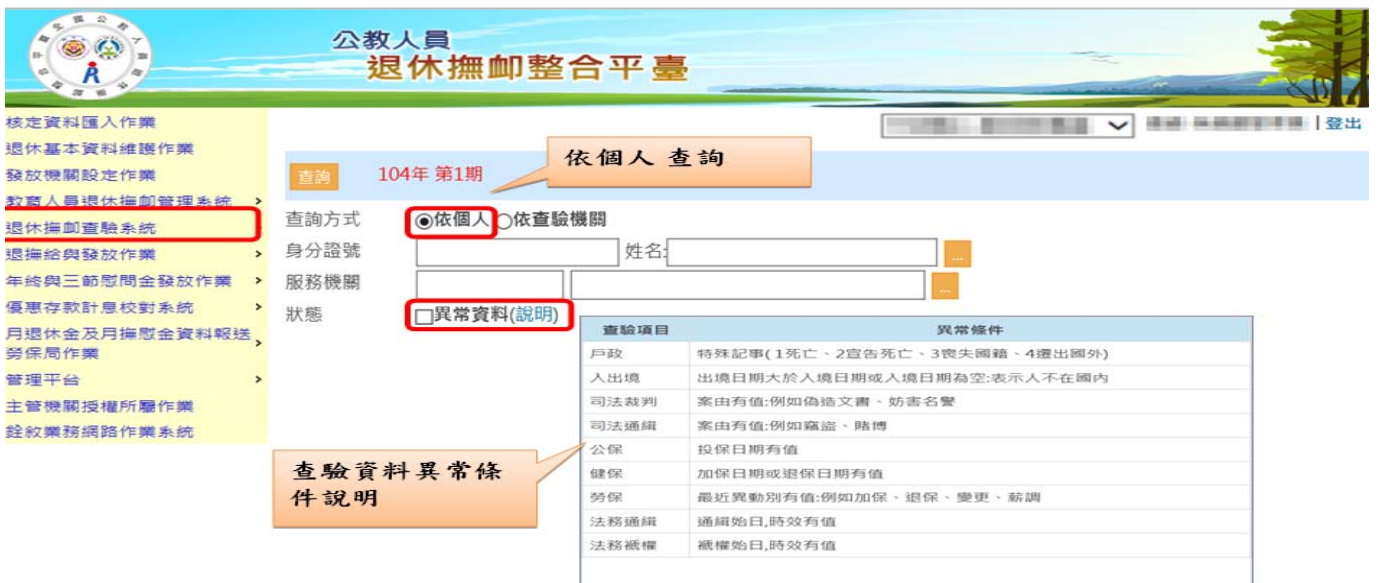 公教人員
退休撫卹整合平臺
核定資料匯入作業
退休基本資料維護作業
發放機關設定作業
教育人員退休撫卹管理系統
退休撫卹查驗系統
退撫給與發放作業
年終與三節慰問金發放作業
優惠存款計息校對系統
月退休金及月撫慰金資料報送
勞保局作業
管理平台
主管機關授權所屬作業
銓敘業務網路作業系統
|登出
依個人 查詢
查詢 104年 第1期
查詢方式 依個人 依查驗機關
身分證號 姓名:
...
服務機關
...
狀態 異常資料(說明)
查驗項目 異常條件
戶政 特殊記事(1死亡、2宣告死亡、3喪失國籍、4遷出國外)
入出境 出境日期大於入境日期或入境日期為空:表示人不在國內
司法裁判 案由有值:例如偽造文書、妨害名譽
司法通緝 案由有值:例如竊盜、賭博
公保 投保日期有值
健保 加保日期或退保日期有值
勞保 最近異動別有值:例如加保、退保、變更、薪調
法務通緝 通緝始日,時效有值
法務褫權 褫權始日,時效有值
查驗資料異常條
件說明